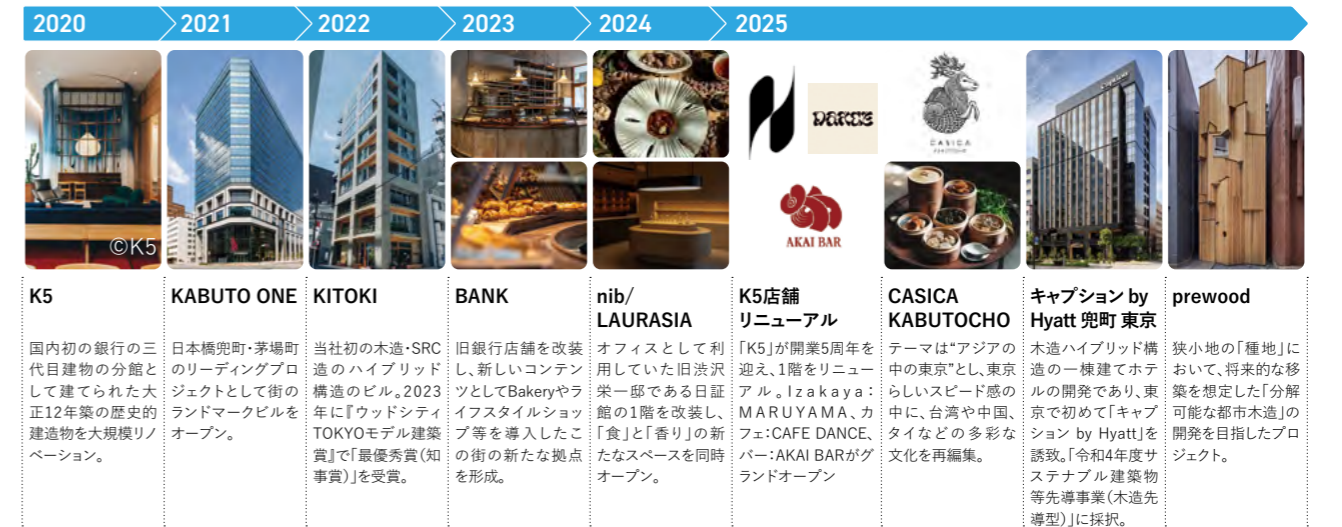 2020
2021
2022
2023
2024
2025
©K5
DANCE
AKAI BAR
CASICA
K5
国内初の銀行の三
代目建物の分館と
して建てられた大
正12年築の歴史的
建造物を大規模リノ
ベーション。
KABUTO ONE
日本橋兜町・茅場町
のリーディングプロ
ジェクトとして街の
ランドマークビルを
オープン。
KITOKI
当社初の木造・SRC
造のハイブリッド
構造のビル。2023
年に『ウッドシティ
TOKYOモデル建築
賞』で「最優秀賞(知
事賞)」を受賞。
BANK
旧銀行店舗を改装
し、新しいコンテン
ツとしてBakeryやラ
イフスタイルショッ
プ等を導入したこ
の街の新たな拠点
を形成。
nib/
LAURASIA
オフィスとして利
用していた旧渋沢
栄一邸である日証
館の1階を改装し、
「食」と「香り」の新
たなスペースを同時
オープン。
K5店舗
リニューアル
「K5」が開業5周年を
迎え、1階をリニュー
アル。Izakaya:
MARUYAMA、カ
フェ:CAFE DANCE、
バー:AKAI BARがグ
ランドオープン
CASICA
KABUTOCHO
テーマは“アジアの
中の東京”とし、東京
らしいスピード感の
中に、台湾や中国、
タイなどの多彩な
文化を再編集。
キャプション by
Hyatt 兜町 東京
木造ハイブリッド構
造の一棟建てホテ
ルの開発であり、東
京で初めて「キャプ
ション by Hyatt」を
誘致。「令和4年度サ
ステナブル建築物
等先導事業(木造先
導型)」に採択。
prewood
狭小地の「種地」に
おいて、将来的な移
築を想定した「分解
可能な都市木造」の
開発を目指したプロ
ジェクト。